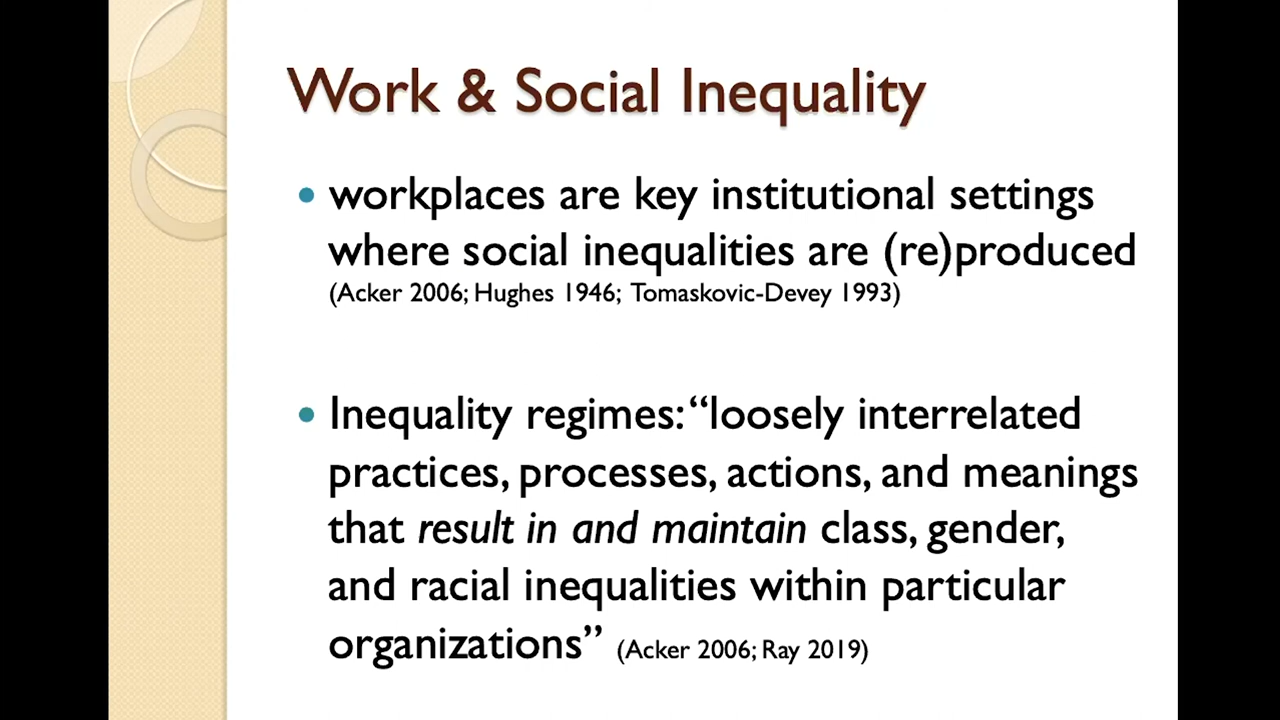 Work & Social Inequality
• workplaces are key institutional settings
where social inequalities are (re)produced
(Acker 2006; Hughes 1946; Tomaskovic-Devey 1993)
• Inequality regimes: “loosely interrelated
practices, processes, actions, and meanings
that result in and maintain class, gender,
and racial inequalities within particular
organizations” (Acker 2006; Ray 2019)